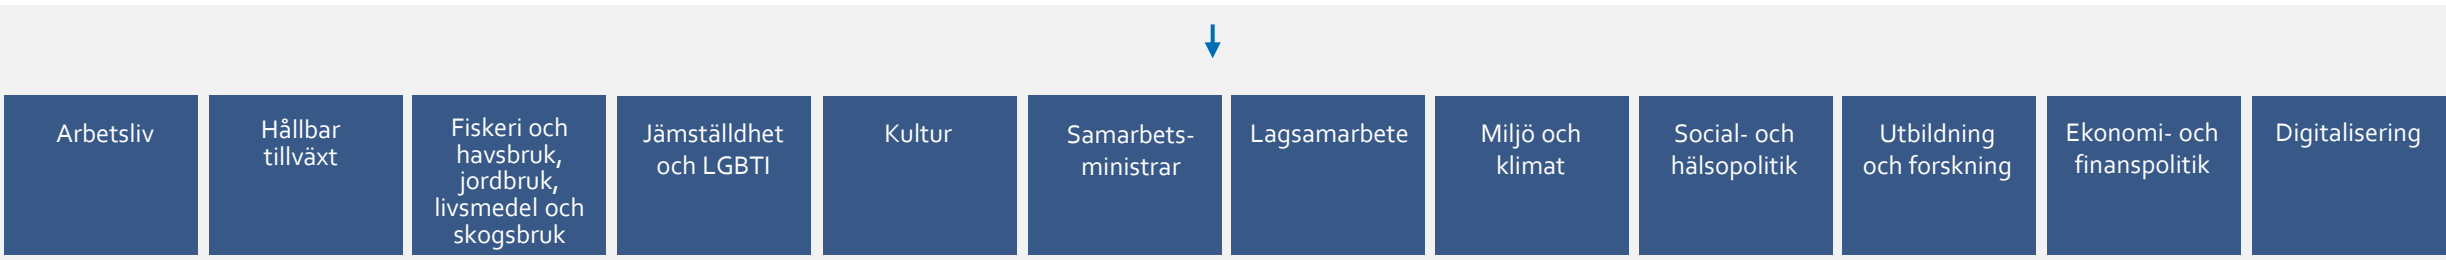 Arbetsliv
Hållbar
tillväxt
Fiskeri och
havsbruk,
jordbruk,
livsmedel och
skogsbruk
Jämställdhet
och LGBTI
Kultur
Samarbets-
ministrar
Lagsamarbete
Miljö och
klimat
Social- och
hälsopolitik
Utbildning
och forskning
Ekonomi- och
finanspolitik
Digitalisering